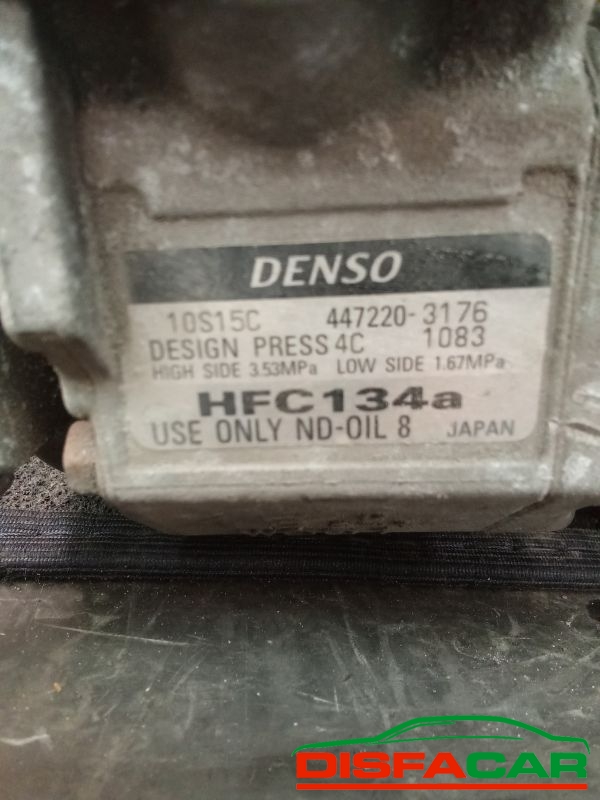 DENSO
10S15C 447220-3176
DESIGN PRESS 4C 1083
HIGH SIDE 3.53MPa LOW SIDE 1.67MPa
HFC134a
USE ONLY ND-OIL 8 JAPAN
DISFACAR